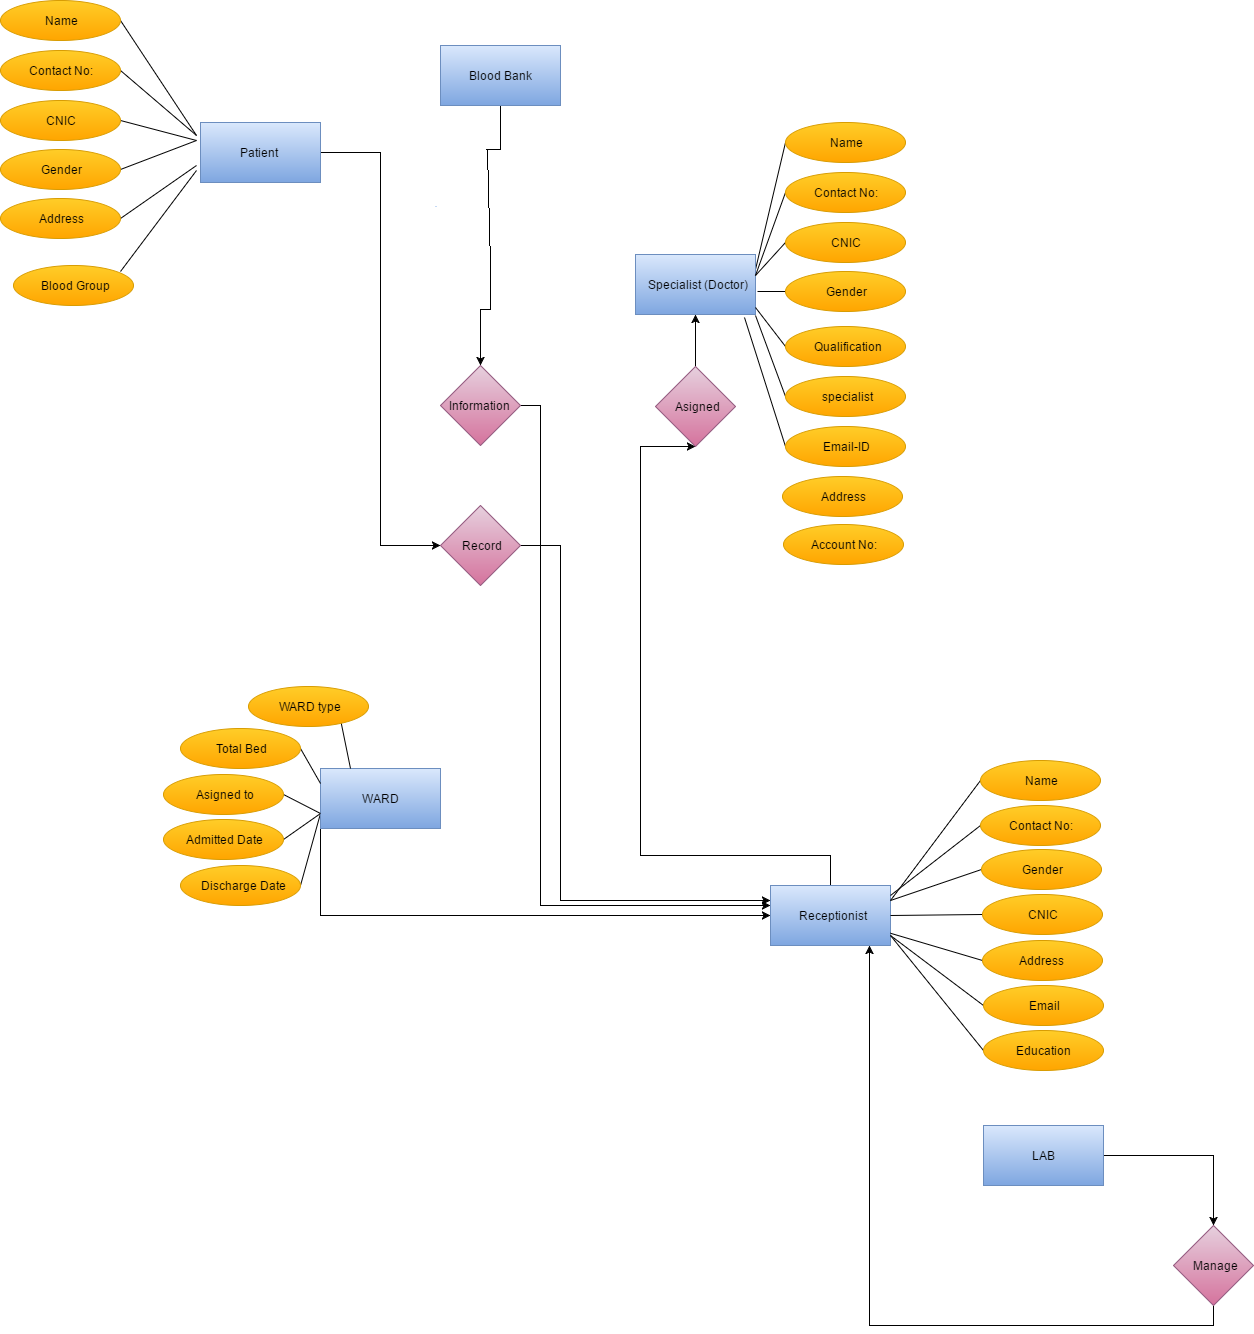 Name
Contact No:
CNIC
Gender
Address
Blood Group
Patient
Blood Bank
Information
Record
Specialist (Doctor)
Asigned
Name
Contact No:
CNIC
Gender
Qualification
specialist
Email-ID
Address
Account No:
WARD type
Total Bed
Asigned to
Admitted Date
Discharge Date
WARD
Receptionist
Name
Contact No:
Gender
CNIC
Address
Email
Education
LAB
Manage